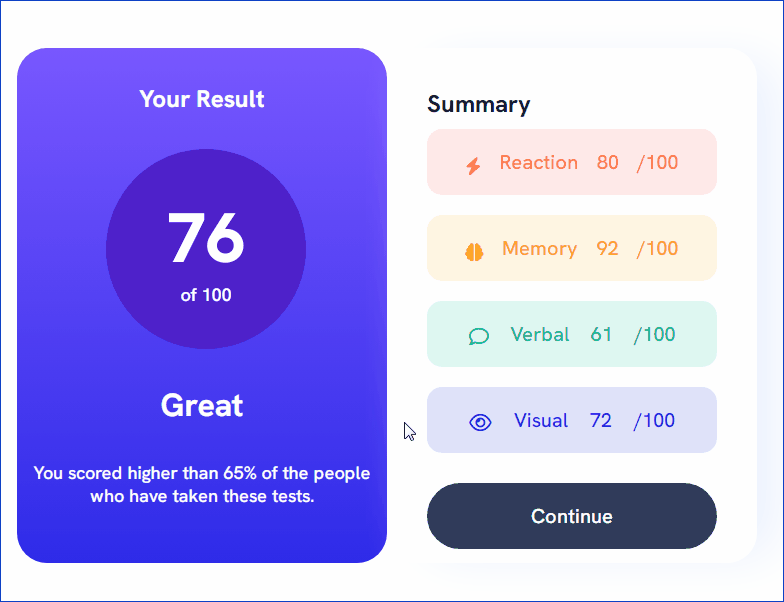 Your Result
76
of 100
Great
You scored higher than 65% of the people
who have taken these tests.
Summary
Reaction 80 /100
Memory 92 /100
Verbal 61 /100
Visual 72 /100
Continue